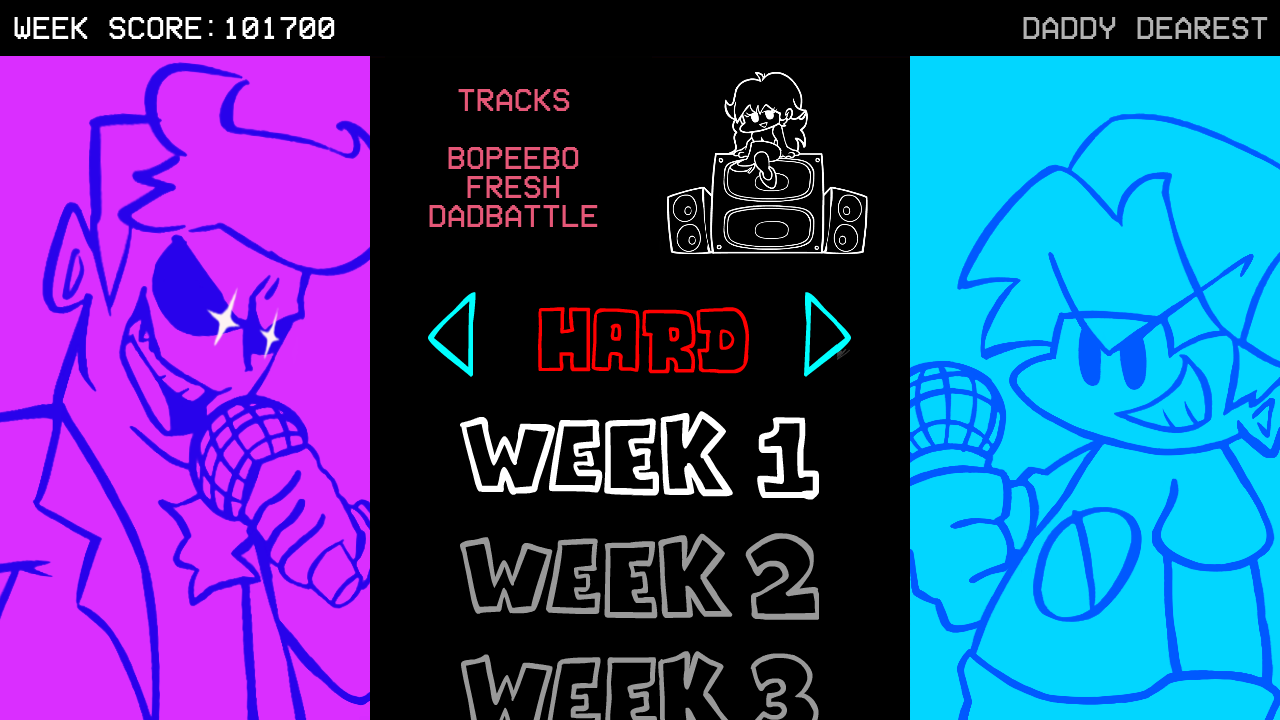 WEEK SCORE:101700
DADDY DEAREST
TRACKS
BOPEEBO
FRESH
DADBATTLE
HARD
WEEK 1
WEEK 2
WEEK 3